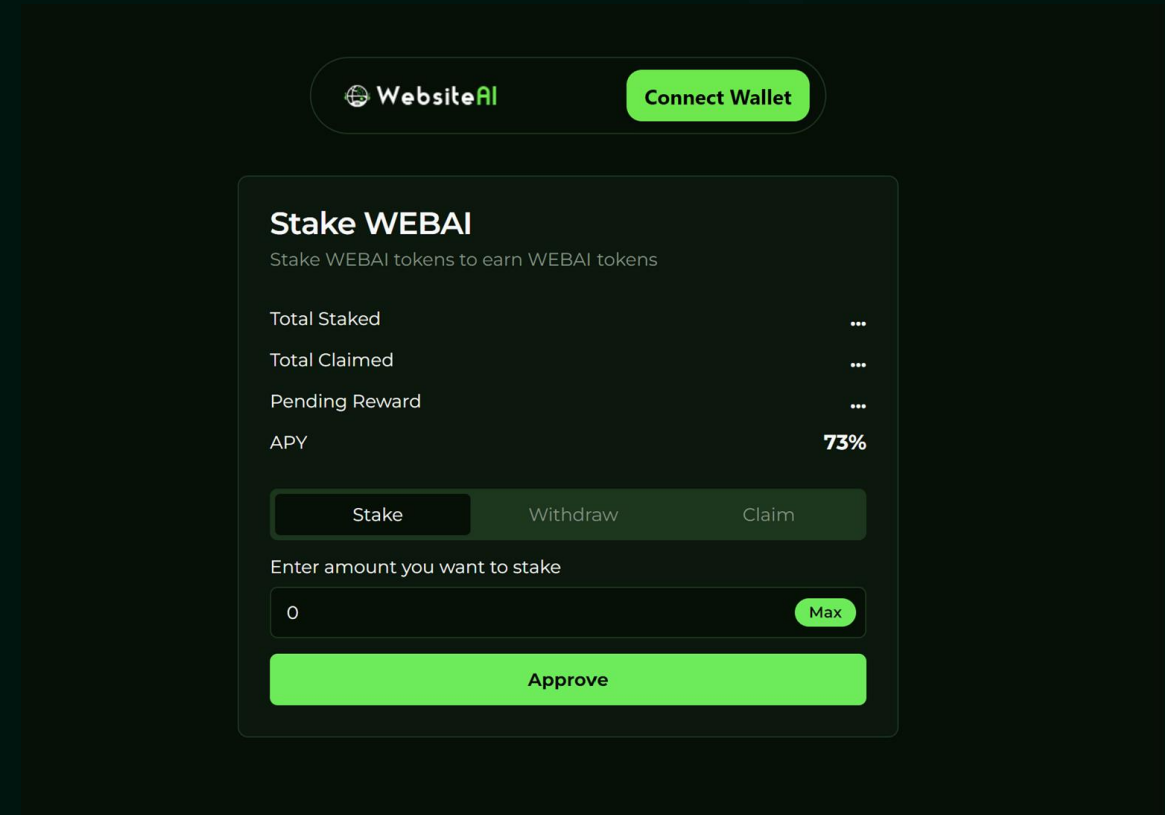 WebsiteAI
Connect Wallet
Stake WEBAI
Stake WEBAI tokens to earn WEBAI tokens
Total Staked ...
Total Claimed ...
Pending Reward ...
APY 73%
Stake Withdraw Claim
Enter amount you want to stake
0 Max
Approve